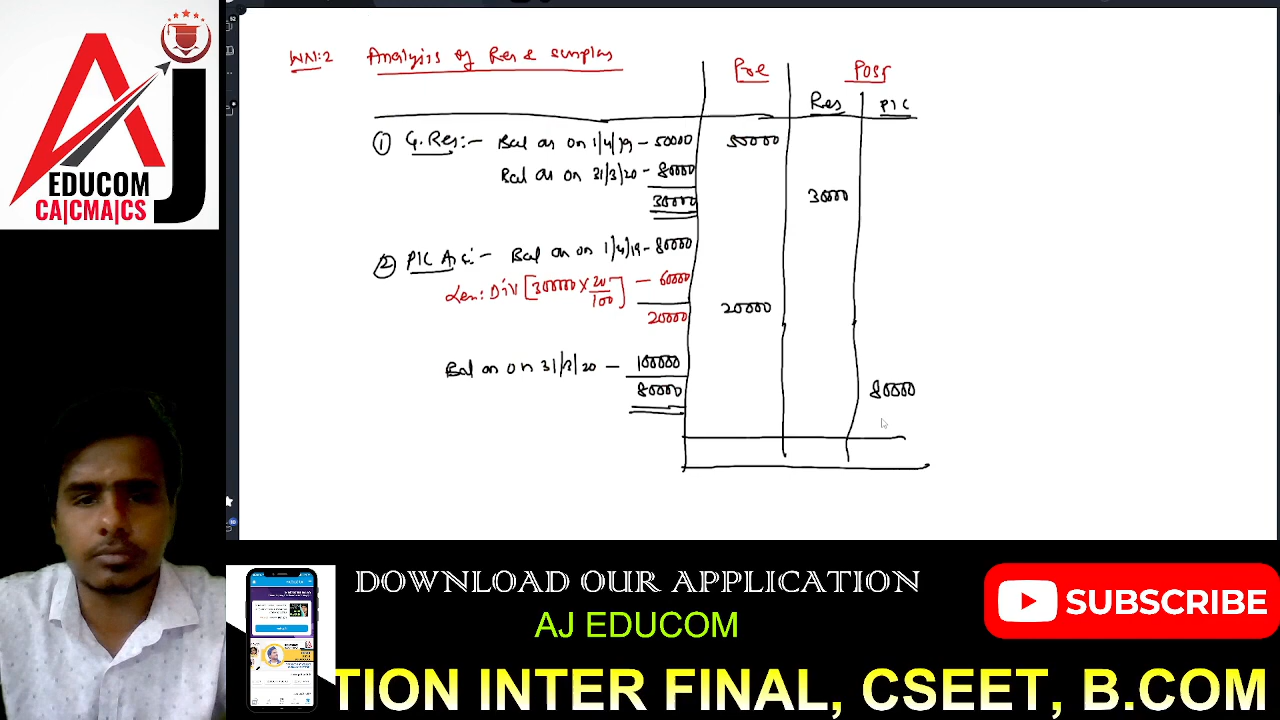 AJ
EDUCOM
CA|CMA|CS
WN:2 Analysis of Res & Surplus
Pre Post
Res P/L
① G.Res:- Bal as on 1/4/19 - 50000 50000
Bal as on 31/3/20 - 80000
30000 30000
② P/L A/c:- Bal as on 1/4/19 - 80000
Less: Div [300000 × 20/100] - 60000
20000 20000
Bal as on 31/3/20 - 100000
80000 80000
DOWNLOAD OUR APPLICATION
AJ EDUCOM
SUBSCRIBE
TION INTER FINAL, CSEET, B.COM